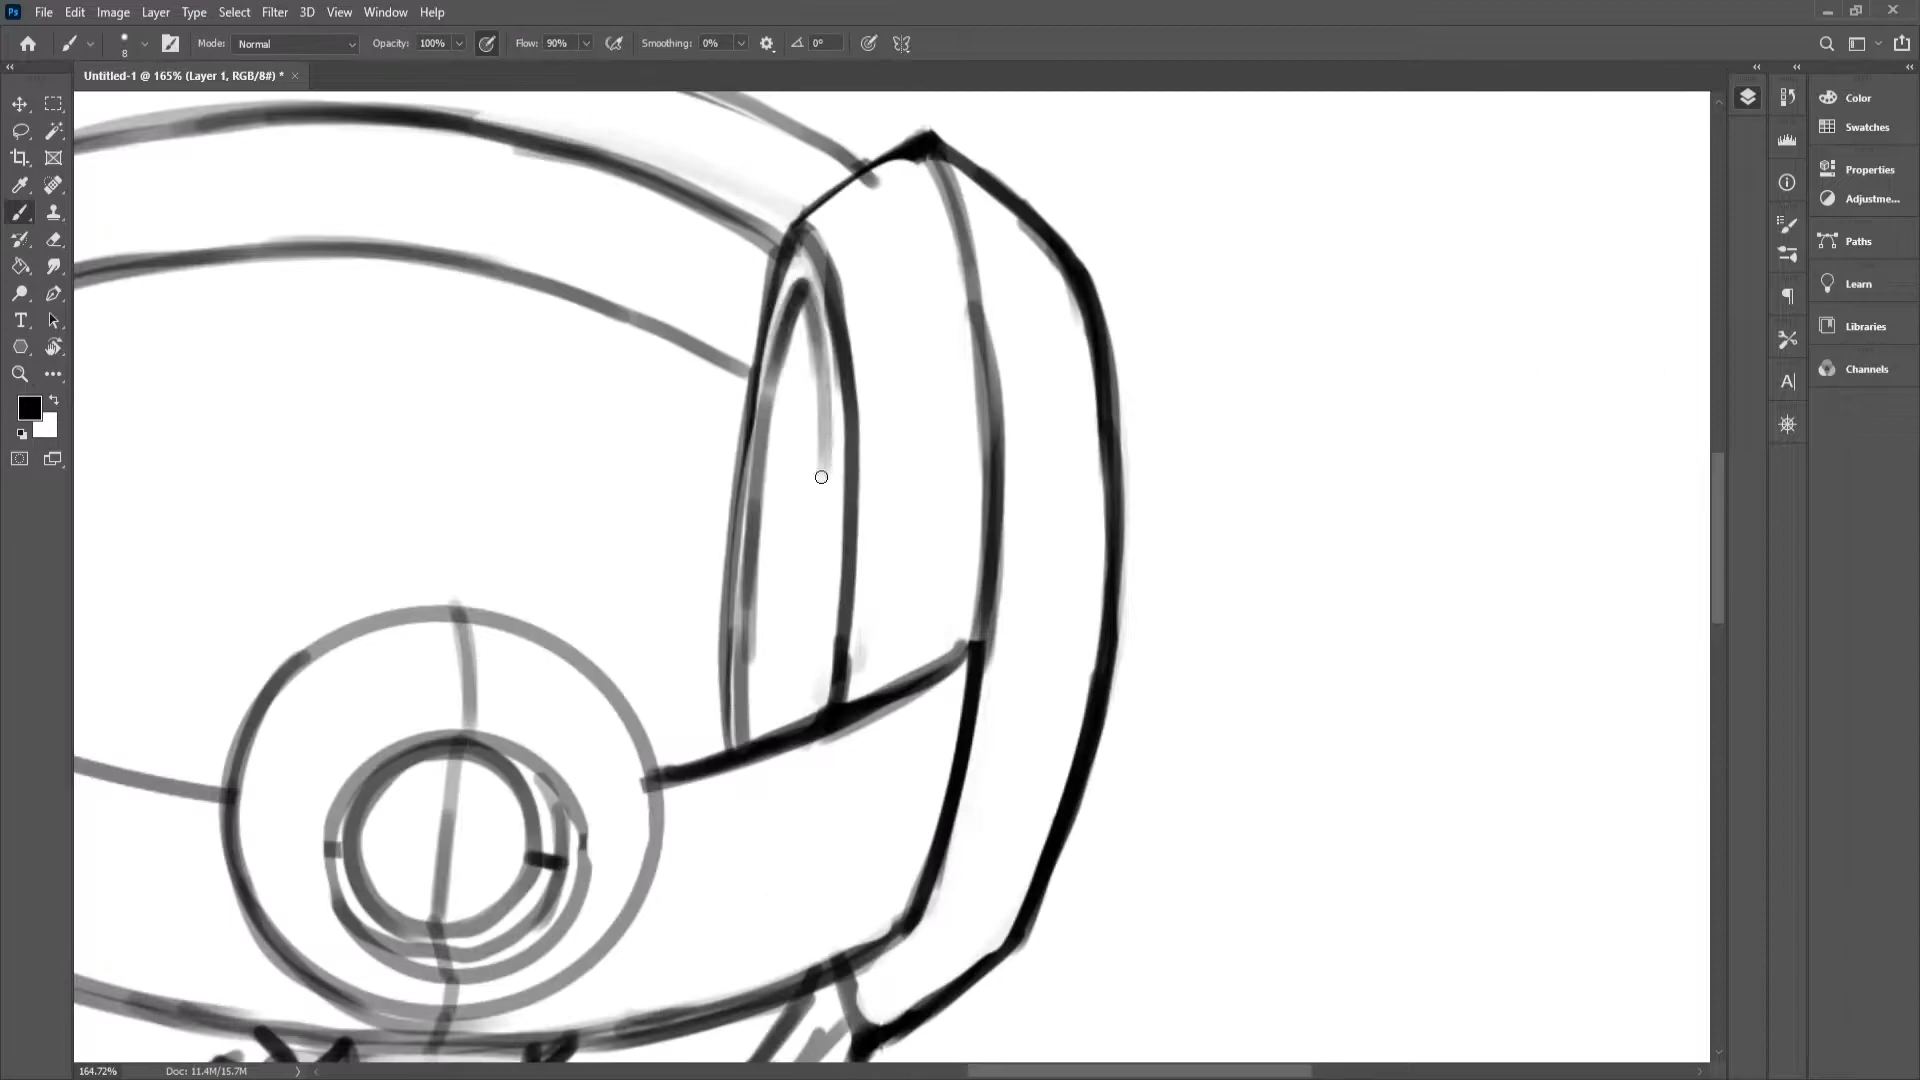 Ps File Edit Image Layer Type Select Filter 3D View Window Help
8 Mode: Normal Opacity: 100% Flow: 90% Smoothing: 0% 0°
Untitled-1 @ 165% (Layer 1, RGB/8#) *
Color
Swatches
Properties
Adjustme...
Paths
Learn
Libraries
Channels
164.72% Doc: 11.4M/15.7M